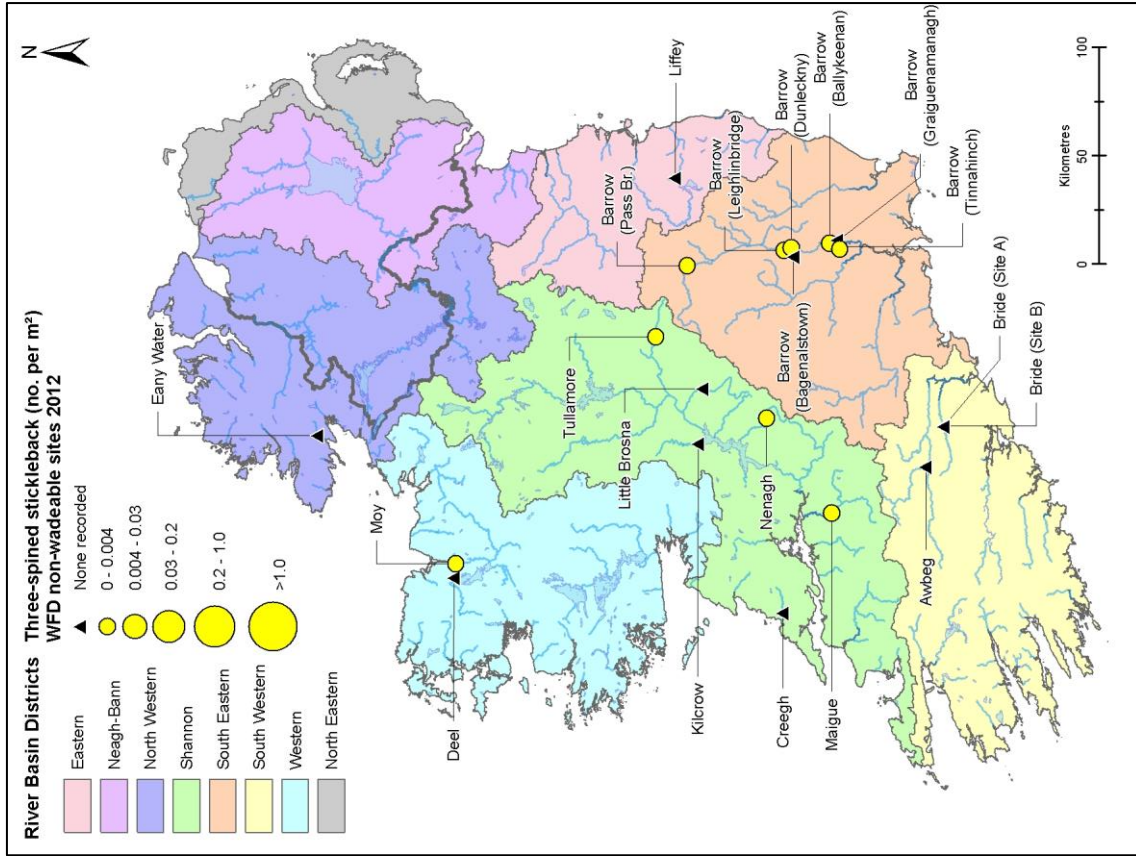 River Basin Districts
Eastern
Neagh-Bann
North Western
Shannon
South Eastern
South Western
Western
North Eastern
Three-spined stickleback (no. per m²)
WFD non-wadeable sites 2012
None recorded
0 - 0.004
0.004 - 0.03
0.03 - 0.2
0.2 - 1.0
>1.0
N
Eany Water
Moy
Deel
Tullamore
Little Brosna
Kilcrow
Nenagh
Creegh
Maigue
Awbeg
Barrow
(Pass Br.)
Liffey
Barrow
(Leighlinbridge)
Barrow
(Bagenalstown)
Barrow
(Dunleckny)
Barrow
(Ballykeenan)
Barrow
(Graiguenamanagh)
Barrow
(Tinnahinch)
Bride (Site A)
Bride (Site B)
0
50
100
Kilometres